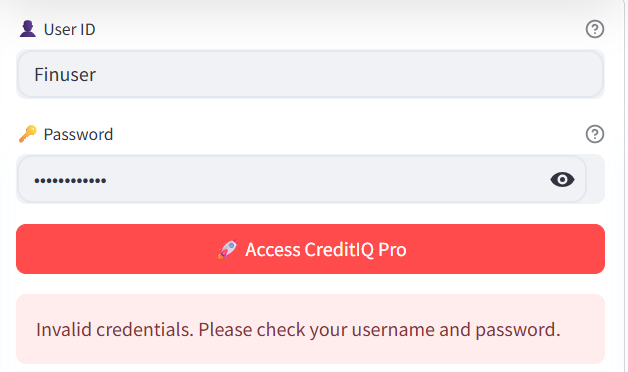 User ID
Finuser
Password
••••••••••••
Access CreditIQ Pro
Invalid credentials. Please check your username and password.